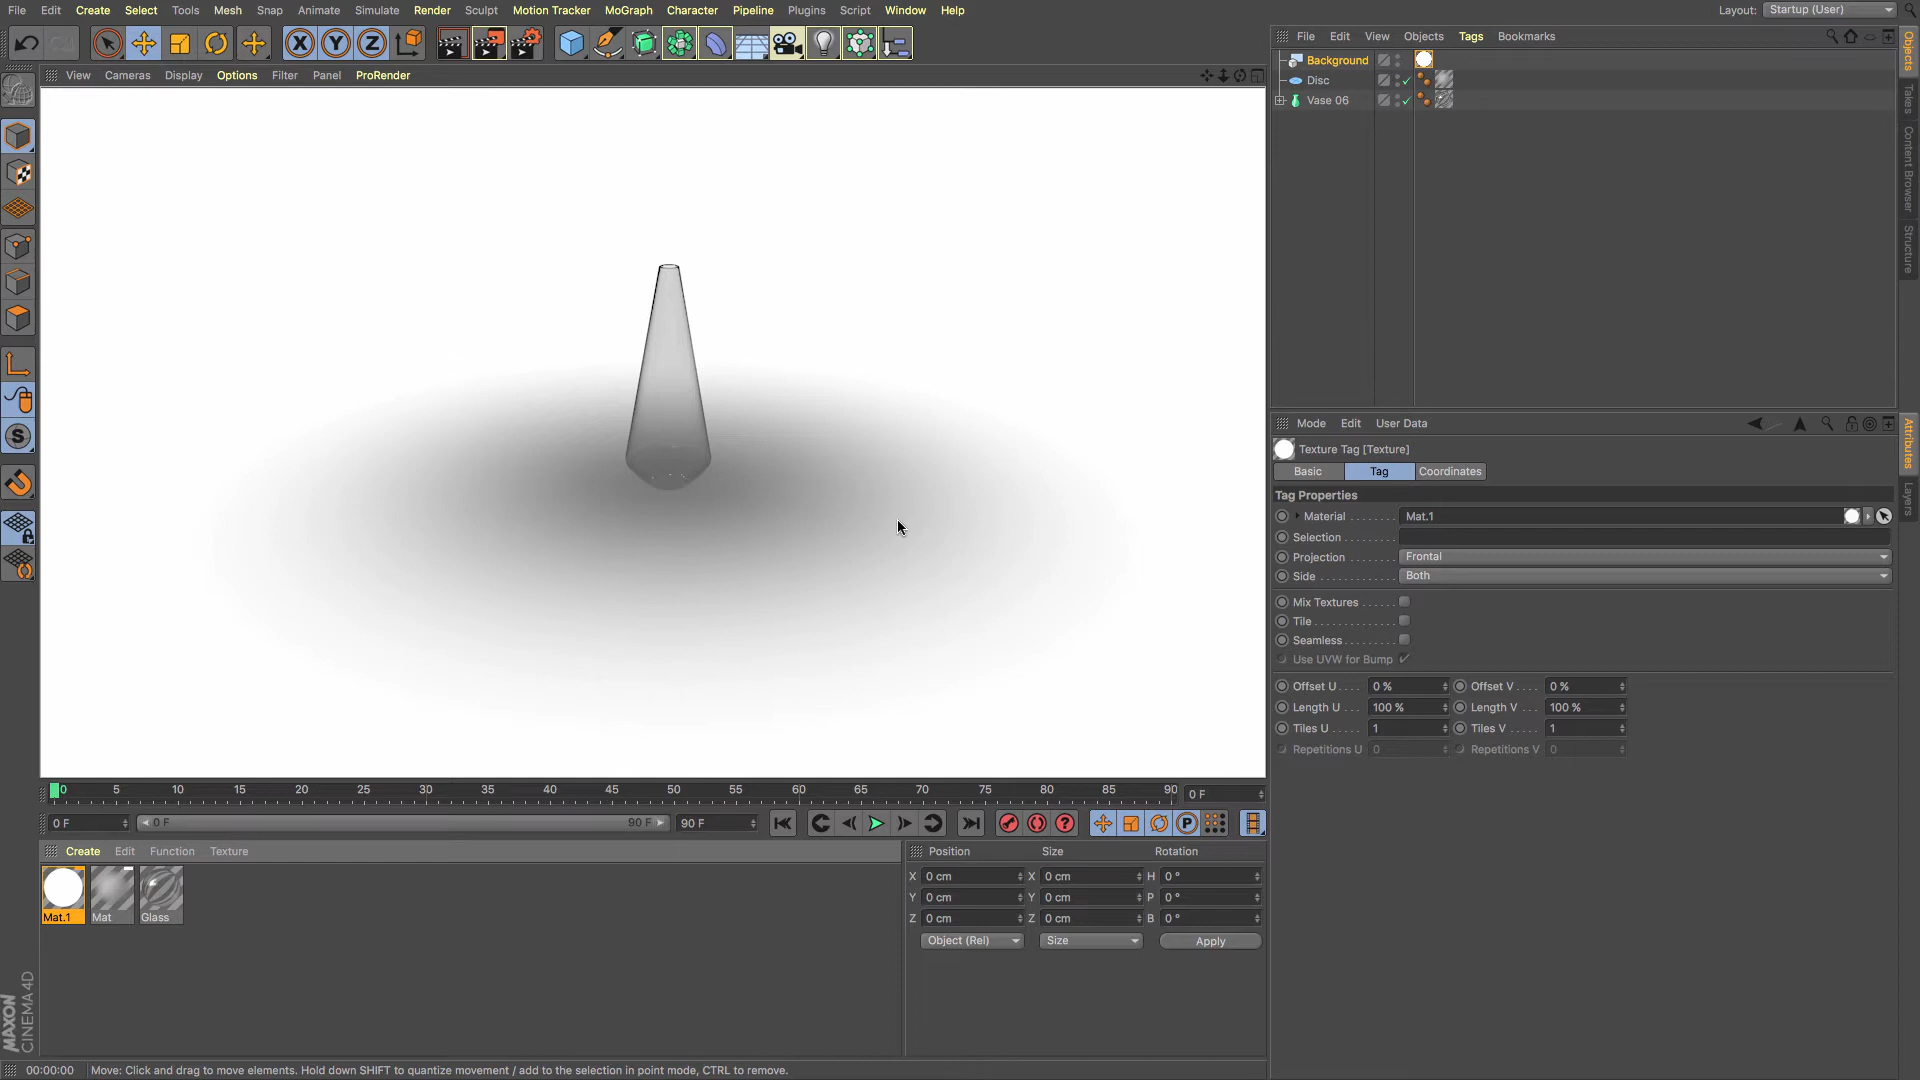 File Edit Create Select Tools Mesh Snap Animate Simulate Render Sculpt Motion Tracker MoGraph Character Pipeline Plugins Script Window Help Layout: Startup (User)
X Y Z
File Edit View Objects Tags Bookmarks
View Cameras Display Options Filter Panel ProRender
Background
Disc
Vase 06
Objects
Takes
Content Browser
Structure
Mode Edit User Data
Texture Tag [Texture]
Basic Tag Coordinates
Tag Properties
Material ........ Mat.1
Selection
Projection Frontal
Side Both
Mix Textures
Tile
Seamless
Use UVW for Bump
Offset U 0 % Offset V 0 %
Length U 100 % Length V 100 %
Tiles U 1 Tiles V 1
Repetitions U 0 Repetitions V 0
Attributes
Layers
S
0 5 10 15 20 25 30 35 40 45 50 55 60 65 70 75 80 85 90 0 F
0 F 0 F 90 F 90 F ? P
Create Edit Function Texture
Mat.1 Mat Glass
Position Size Rotation
X 0 cm X 0 cm H 0 °
Y 0 cm Y 0 cm P 0 °
Z 0 cm Z 0 cm B 0 °
Object (Rel) Size Apply
MAXON
CINEMA 4D
00:00:00 Move: Click and drag to move elements. Hold down SHIFT to quantize movement / add to the selection in point mode, CTRL to remove.